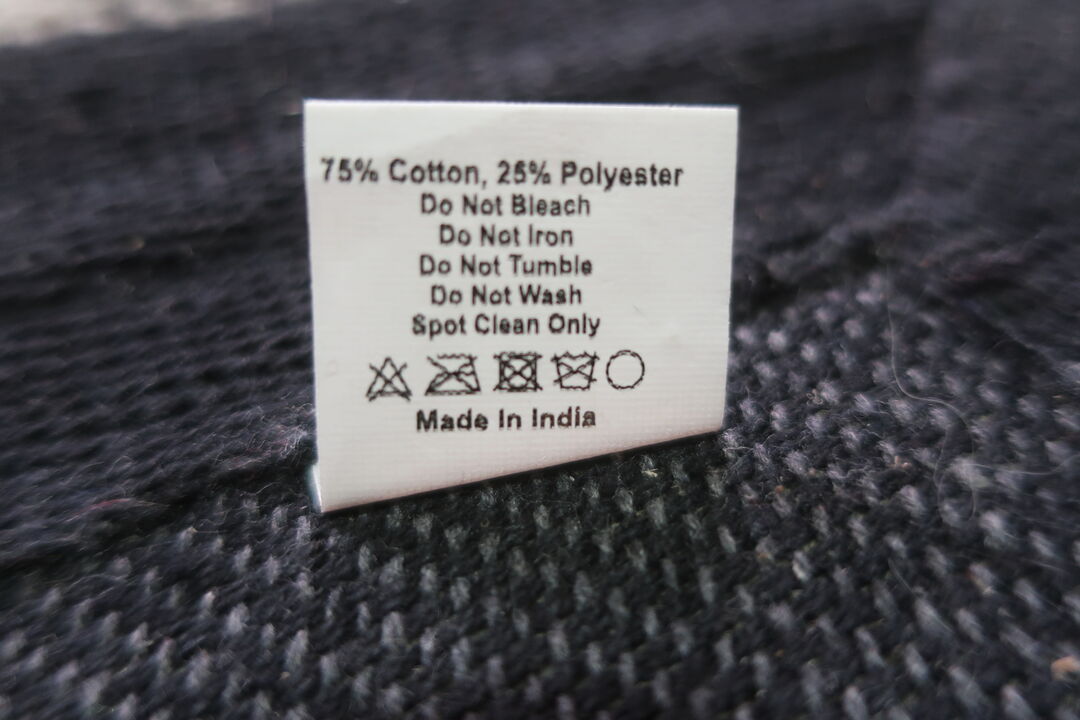 75% Cotton, 25% Polyester
Do Not Bleach
Do Not Iron
Do Not Tumble
Do Not Wash
Spot Clean Only
Made In India